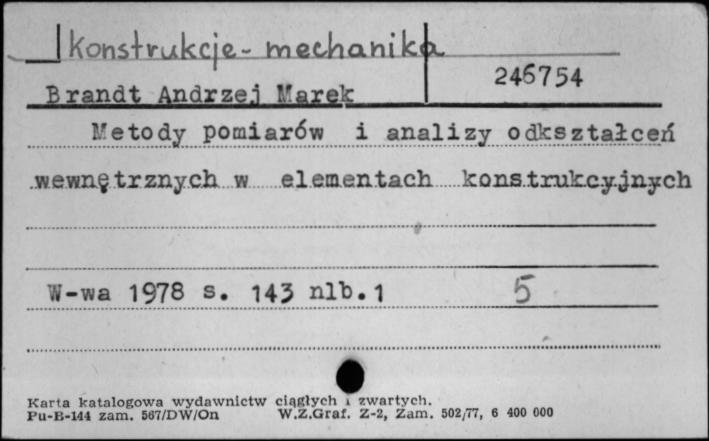 Konstrukcje - mechanika
246754
Brandt Andrzej Marek
Metody pomiarów i analizy odkształceń
wewnętrznych w elementach konstrukcyjnych
W-wa 1978 s. 143 nlb. 1 5
Karta katalogowa wydawnictw ciągłych i zwartych.
Pu-B-144 zam. 567/DW/On W.Z.Graf. Z-2, Zam. 502/77, 6 400 000